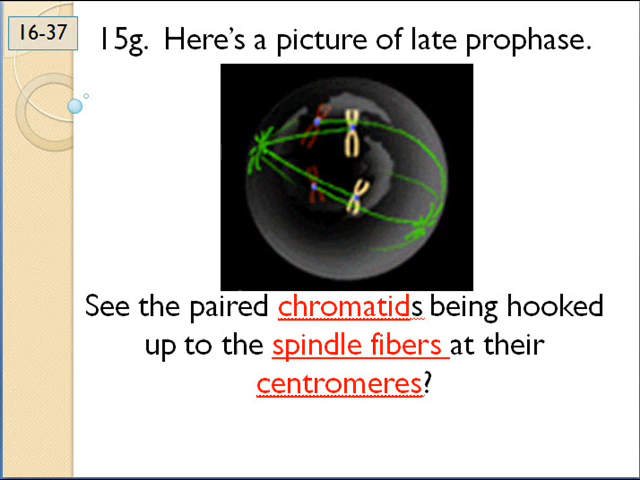 16-37
15g. Here's a picture of late prophase.
See the paired chromatids being hooked
up to the spindle fibers at their
centromeres?